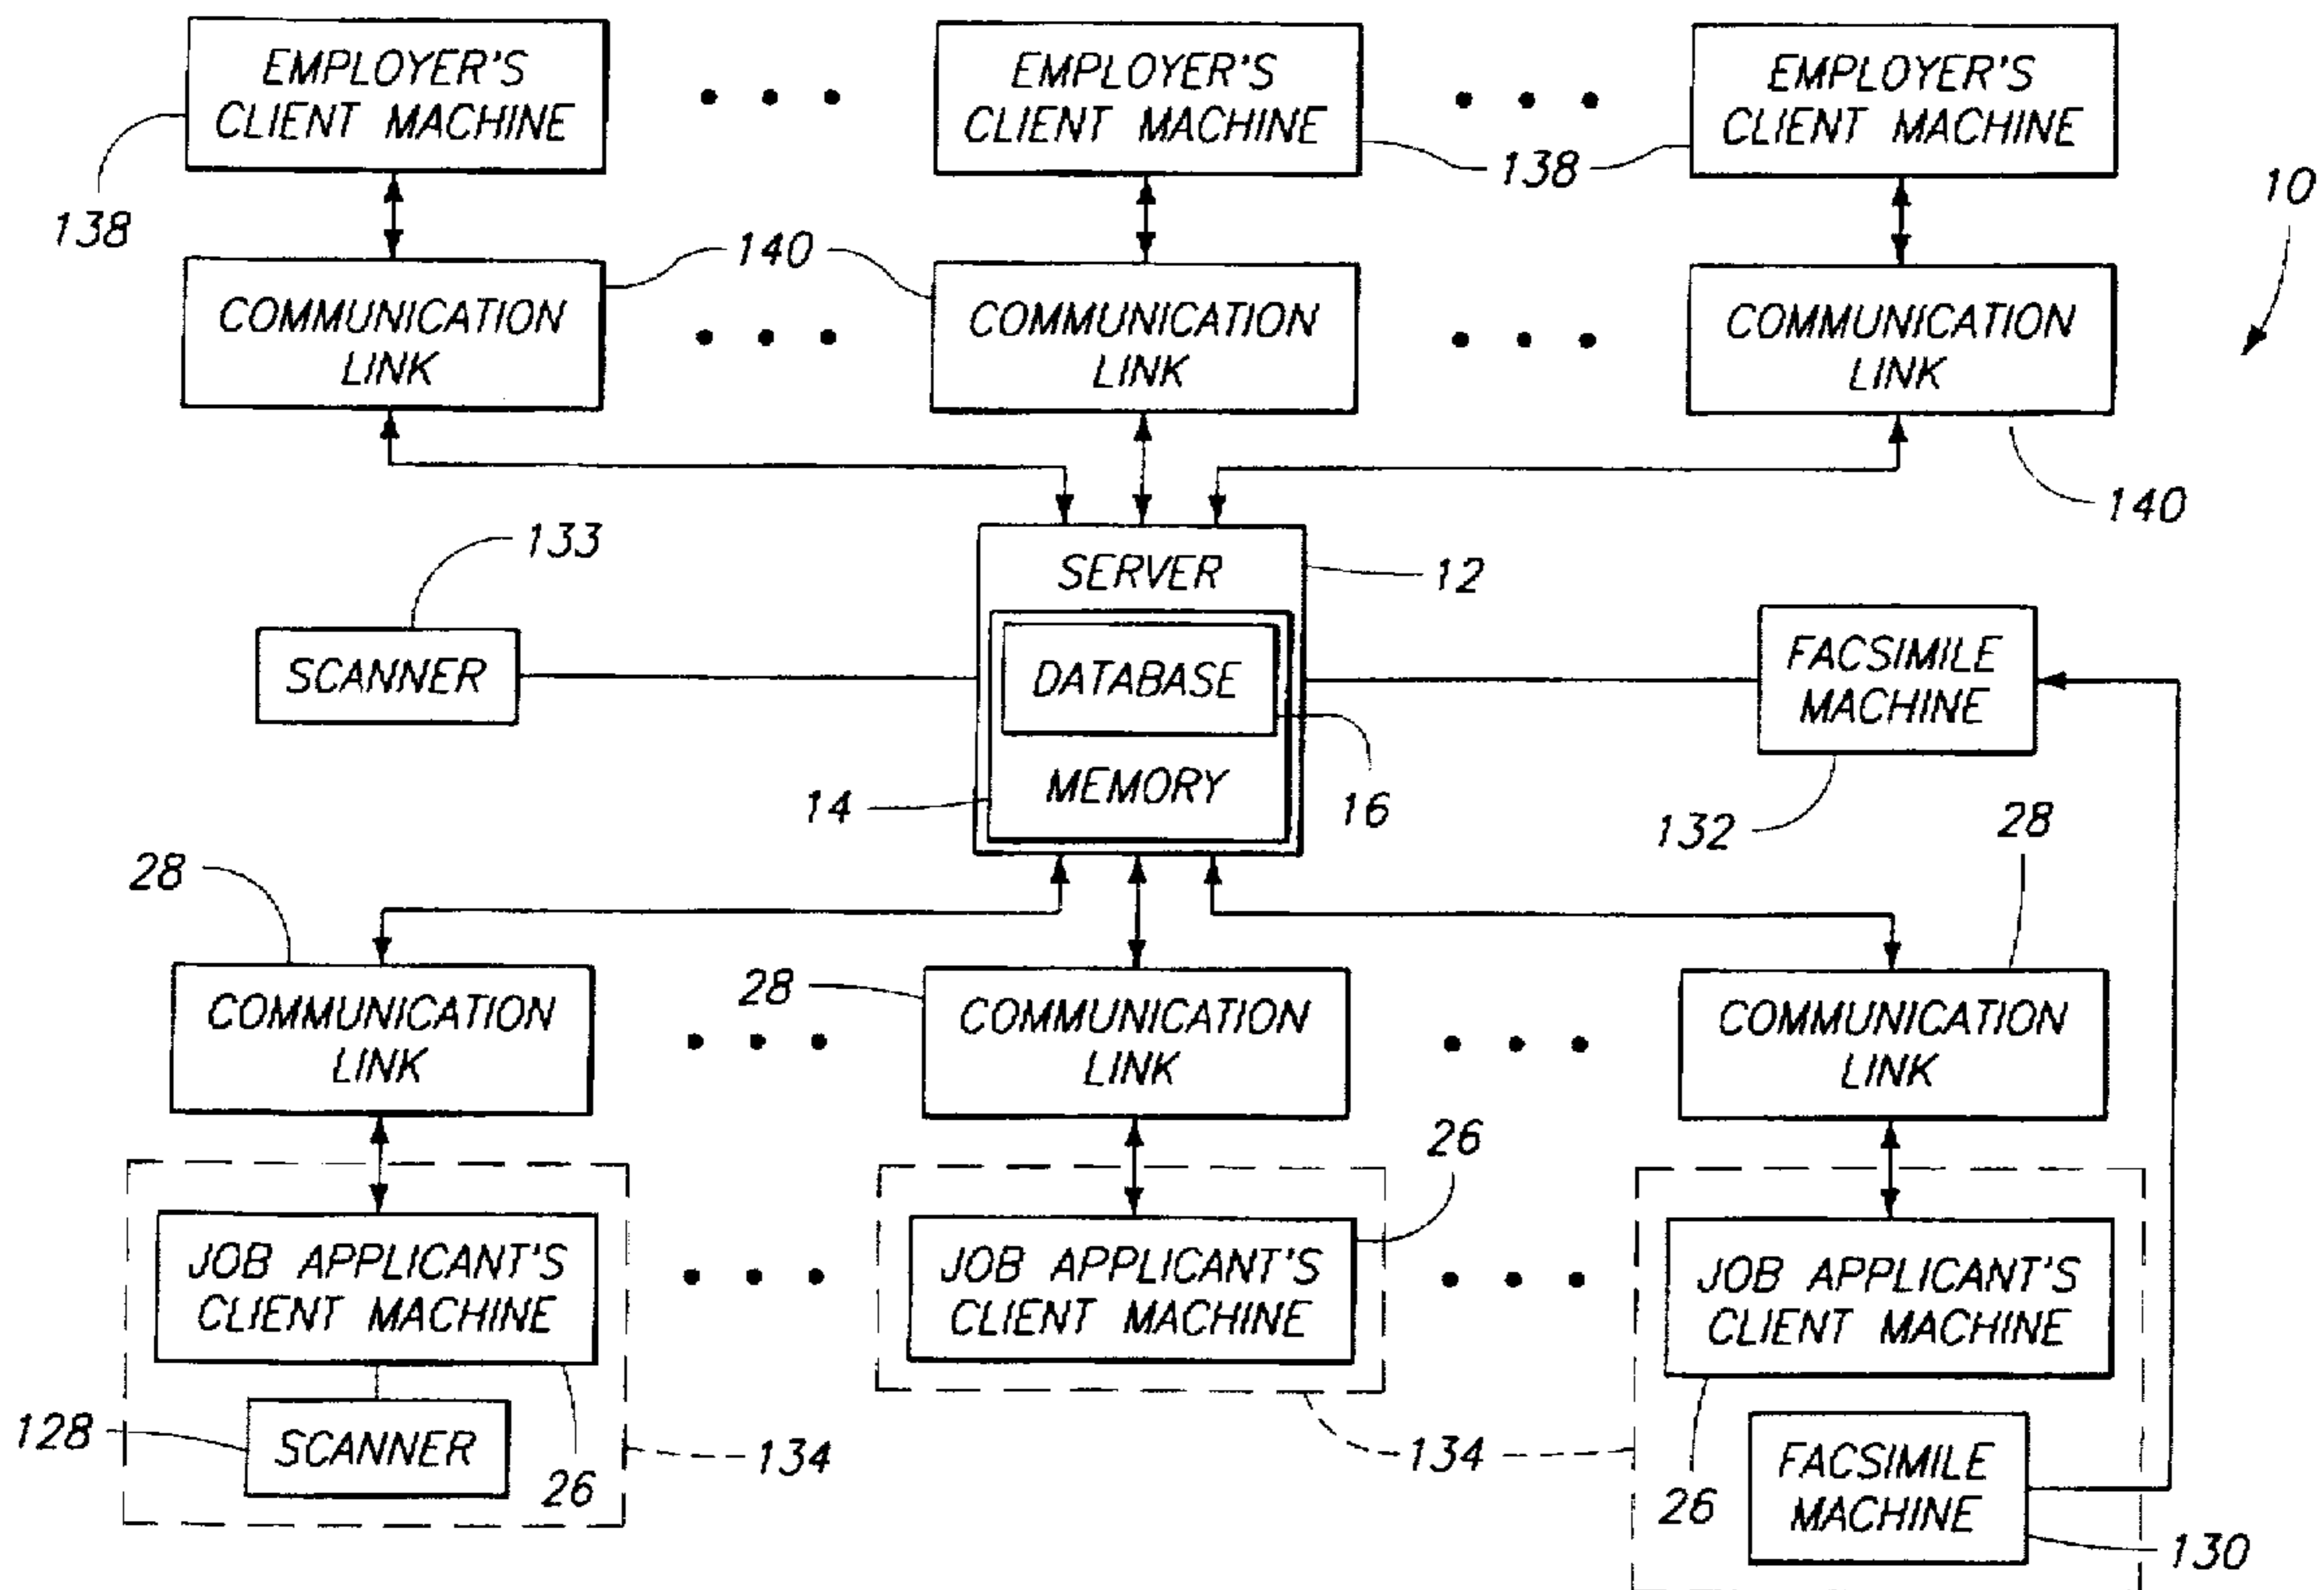 EMPLOYER'S
CLIENT MACHINE
EMPLOYER'S
CLIENT MACHINE
EMPLOYER'S
CLIENT MACHINE
138
138
10
140
COMMUNICATION
LINK
COMMUNICATION
LINK
COMMUNICATION
LINK
140
133
SERVER
12
SCANNER
DATABASE
FACSIMILE
MACHINE
14
MEMORY
16
132
28
28
COMMUNICATION
LINK
28
COMMUNICATION
LINK
COMMUNICATION
LINK
26
JOB APPLICANT'S
CLIENT MACHINE
JOB APPLICANT'S
CLIENT MACHINE
JOB APPLICANT'S
CLIENT MACHINE
128
SCANNER
26
134
134
26
FACSIMILE
MACHINE
130